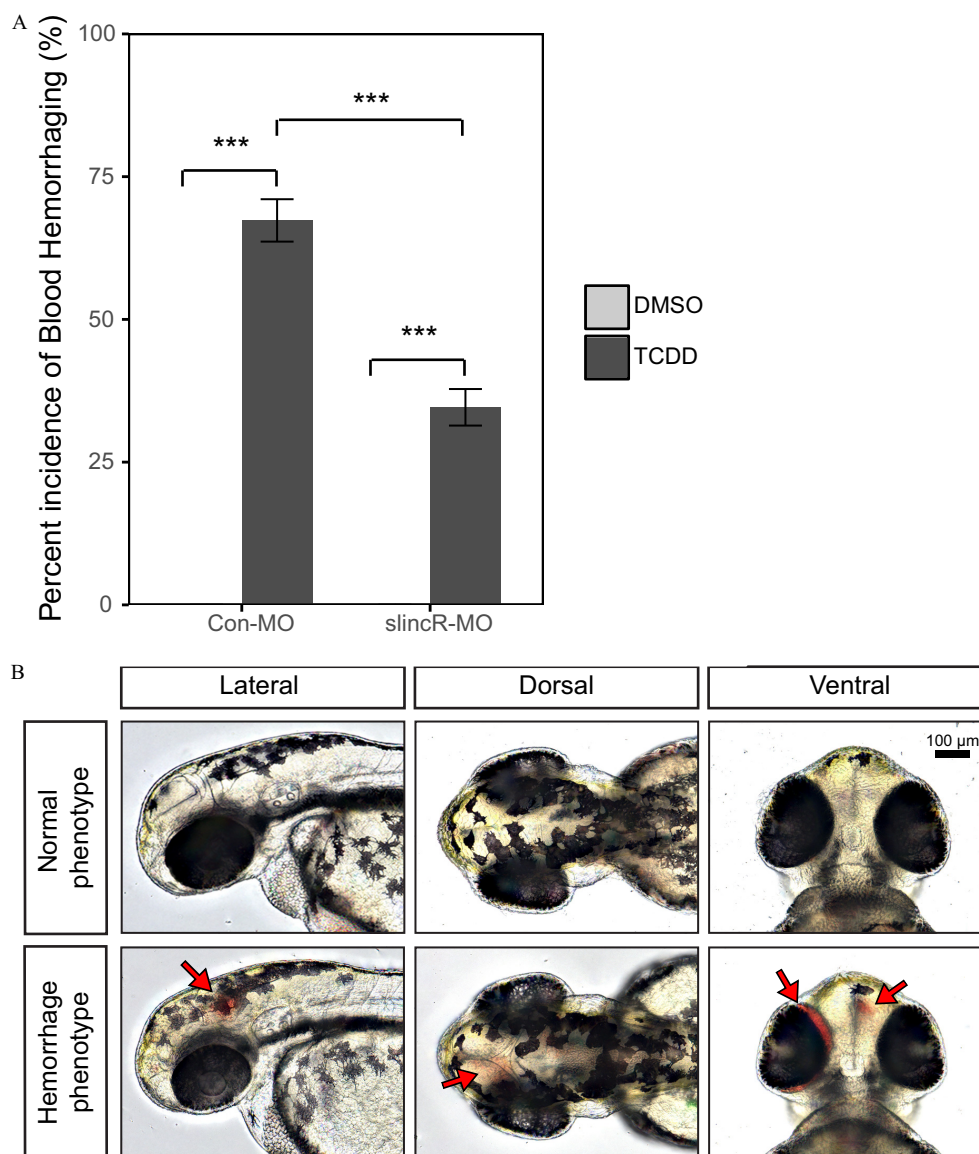 A
Percent incidence of Blood Hemorrhaging (%)
100
75
50
25
0
***
***
***
Con-MO
slincR-MO
DMSO
TCDD
B
Lateral
Dorsal
Ventral
Normal
phenotype
100 µm
Hemorrhage
phenotype